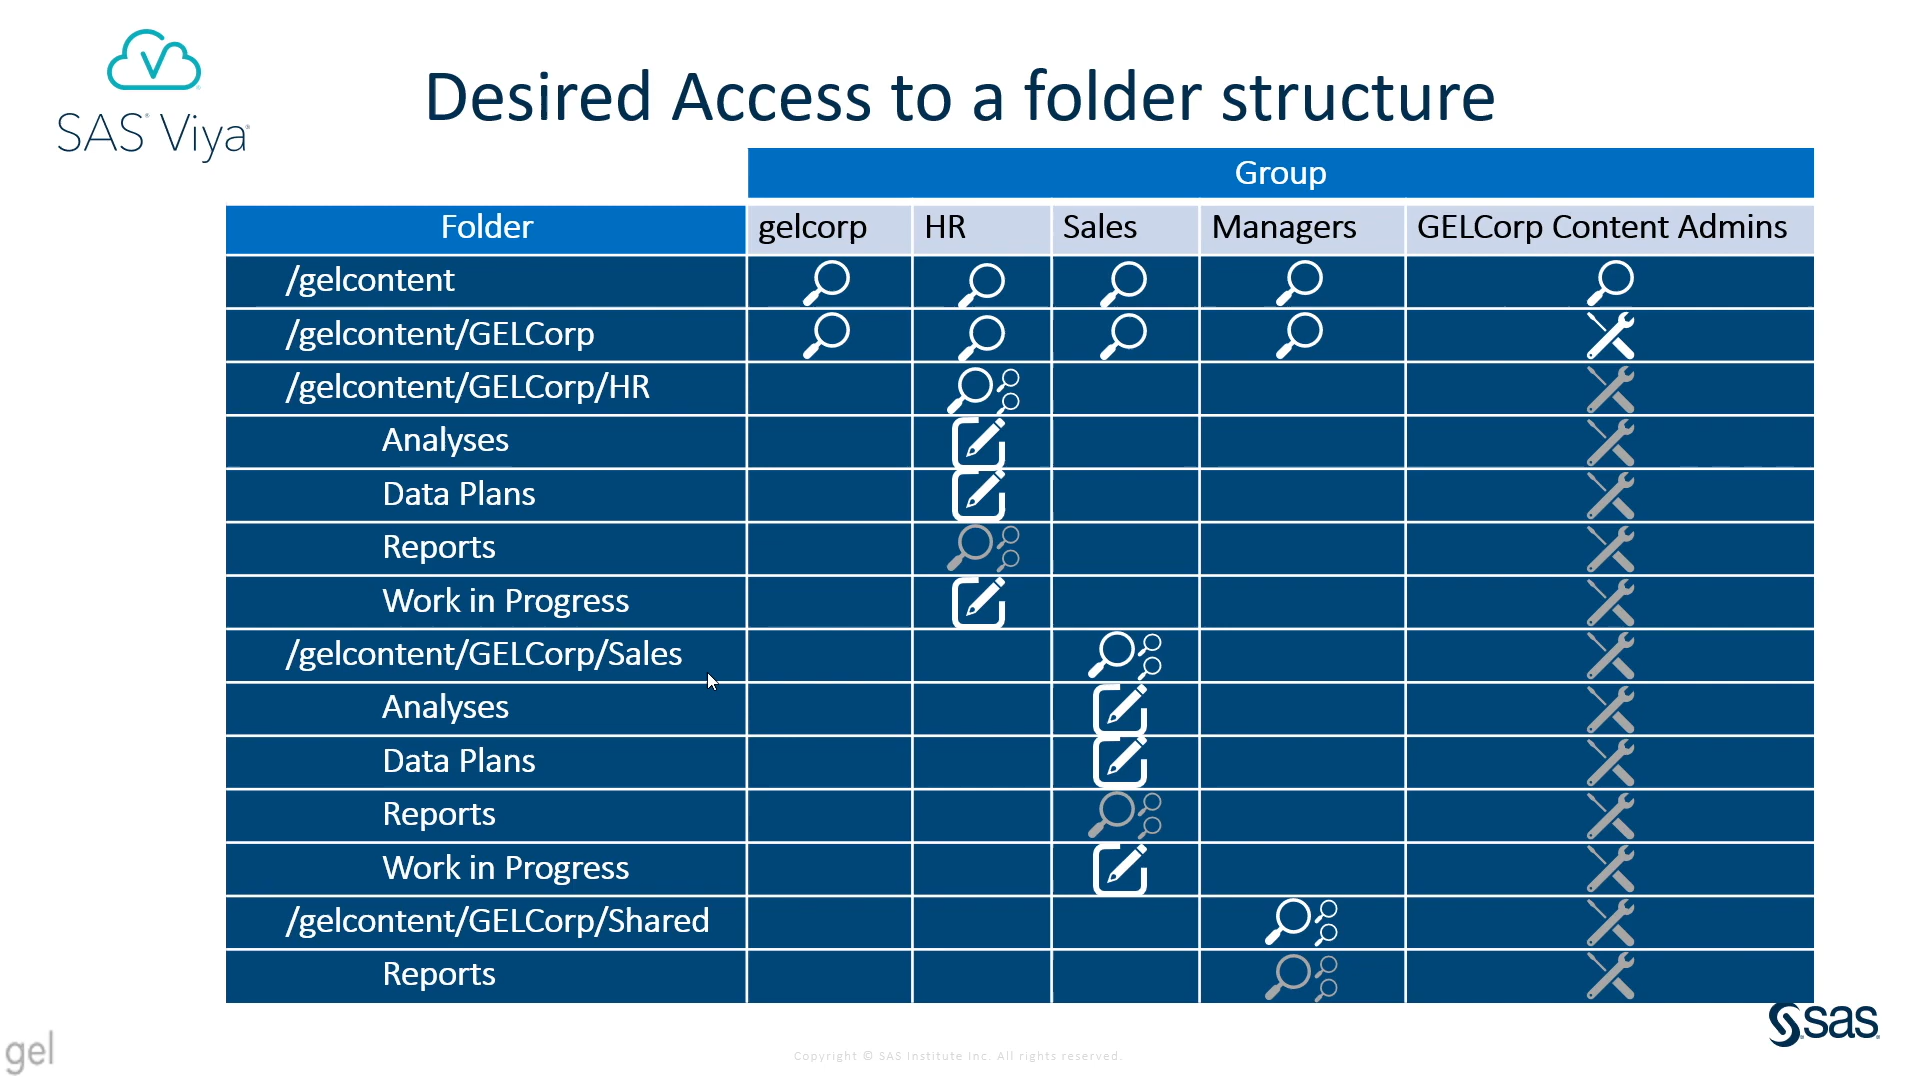 SAS® Viya®
Desired Access to a folder structure
Group
Folder gelcorp HR Sales Managers GELCorp Content Admins
/gelcontent
/gelcontent/GELCorp
/gelcontent/GELCorp/HR
Analyses
Data Plans
Reports
Work in Progress
/gelcontent/GELCorp/Sales
Analyses
Data Plans
Reports
Work in Progress
/gelcontent/GELCorp/Shared
Reports
sas
gel
Copyright © SAS Institute Inc. All rights reserved.